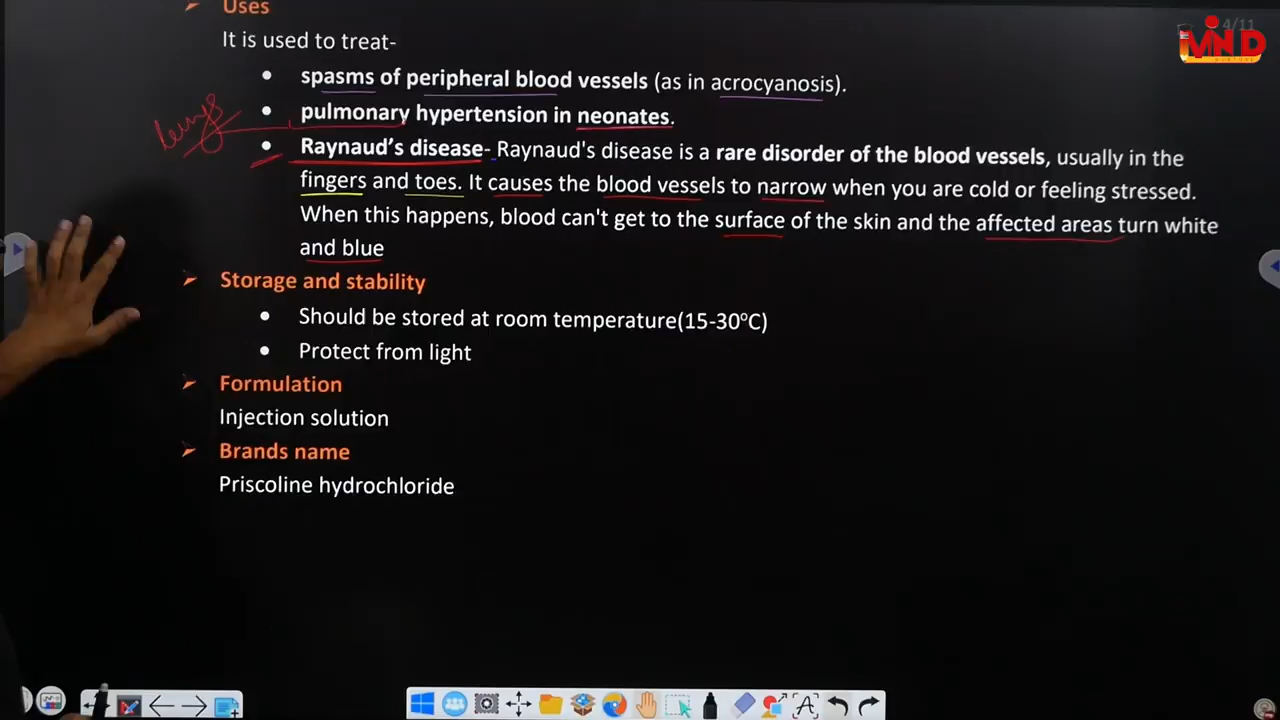 Uses
4/11
It is used to treat-
• spasms of peripheral blood vessels (as in acrocyanosis).
• pulmonary hypertension in neonates.
lungs
• Raynaud's disease- Raynaud's disease is a rare disorder of the blood vessels, usually in the
fingers and toes. It causes the blood vessels to narrow when you are cold or feeling stressed.
When this happens, blood can't get to the surface of the skin and the affected areas turn white
and blue
Storage and stability
• Should be stored at room temperature(15-30ºC)
• Protect from light
Formulation
Injection solution
Brands name
Priscoline hydrochloride